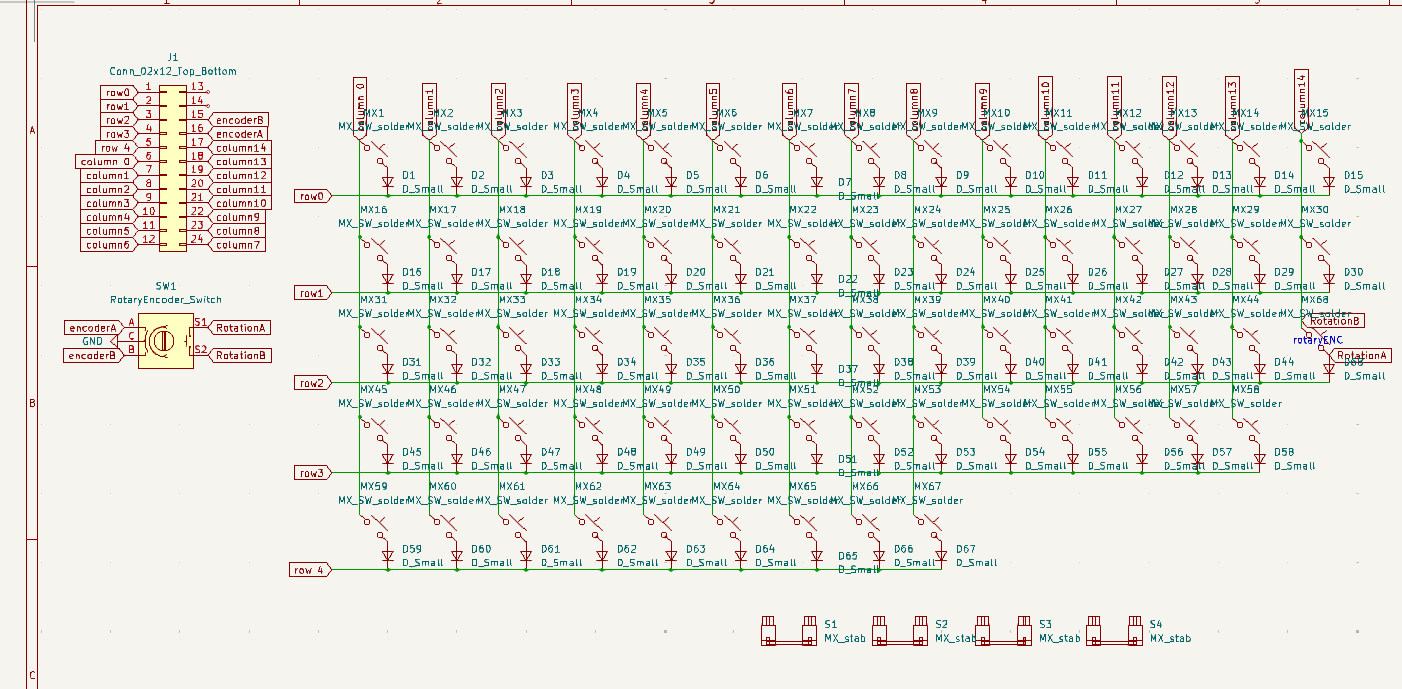 1 2 3 4 5
J1
Conn_02x12_Top_Bottom
row0 1 13
row1 2 14
row2 3 15 encoderB
row3 4 16 encoderA
row 4 5 17 column14
column 0 6 18 column13
column1 7 19 column12
column2 8 20 column11
column3 9 21 column10
column4 10 22 column9
column5 11 23 column8
column6 12 24 column7
SW1
RotaryEncoder_Switch
encoderA A S1 RotationA
GND C
encoderB B S2 RotationB
A
B
C
column 0 column1 column2 column3 column4 column5 column6 column7 column8 column9 column10 column11 column12 column13 column14
MX1 MX2 MX3 MX4 MX5 MX6 MX7 MX8 MX9 MX10 MX11 MX12 MX13 MX14 MX15
MX_SW_solder MX_SW_solder MX_SW_solder MX_SW_solder MX_SW_solder MX_SW_solder MX_SW_solder MX_SW_solder MX_SW_solder MX_SW_solder MX_SW_solder MX_SW_solder MX_SW_solder MX_SW_solder MX_SW_solder
D1 D2 D3 D4 D5 D6 D7 D8 D9 D10 D11 D12 D13 D14 D15
D_Small D_Small D_Small D_Small D_Small D_Small D_Small D_Small D_Small D_Small D_Small D_Small D_Small D_Small D_Small
row0
MX16 MX17 MX18 MX19 MX20 MX21 MX22 MX23 MX24 MX25 MX26 MX27 MX28 MX29 MX30
MX_SW_solder MX_SW_solder MX_SW_solder MX_SW_solder MX_SW_solder MX_SW_solder MX_SW_solder MX_SW_solder MX_SW_solder MX_SW_solder MX_SW_solder MX_SW_solder MX_SW_solder MX_SW_solder MX_SW_solder
D16 D17 D18 D19 D20 D21 D22 D23 D24 D25 D26 D27 D28 D29 D30
D_Small D_Small D_Small D_Small D_Small D_Small D_Small D_Small D_Small D_Small D_Small D_Small D_Small D_Small D_Small
row1
MX31 MX32 MX33 MX34 MX35 MX36 MX37 MX38 MX39 MX40 MX41 MX42 MX43 MX44 MX68
MX_SW_solder MX_SW_solder MX_SW_solder MX_SW_solder MX_SW_solder MX_SW_solder MX_SW_solder MX_SW_solder MX_SW_solder MX_SW_solder MX_SW_solder MX_SW_solder MX_SW_solder MX_SW_solder MX_SW_solder
RotationB
rotaryENC
RotationA
D31 D32 D33 D34 D35 D36 D37 D38 D39 D40 D41 D42 D43 D44 D68
D_Small D_Small D_Small D_Small D_Small D_Small D_Small D_Small D_Small D_Small D_Small D_Small D_Small D_Small D_Small
row2
MX45 MX46 MX47 MX48 MX49 MX50 MX51 MX52 MX53 MX54 MX55 MX56 MX57 MX58
MX_SW_solder MX_SW_solder MX_SW_solder MX_SW_solder MX_SW_solder MX_SW_solder MX_SW_solder MX_SW_solder MX_SW_solder MX_SW_solder MX_SW_solder MX_SW_solder MX_SW_solder MX_SW_solder
D45 D46 D47 D48 D49 D50 D51 D52 D53 D54 D55 D56 D57 D58
D_Small D_Small D_Small D_Small D_Small D_Small D_Small D_Small D_Small D_Small D_Small D_Small D_Small D_Small
row3
MX59 MX60 MX61 MX62 MX63 MX64 MX65 MX66 MX67
MX_SW_solder MX_SW_solder MX_SW_solder MX_SW_solder MX_SW_solder MX_SW_solder MX_SW_solder MX_SW_solder MX_SW_solder
D59 D60 D61 D62 D63 D64 D65 D66 D67
D_Small D_Small D_Small D_Small D_Small D_Small D_Small D_Small D_Small
row 4
S1 S2 S3 S4
MX_stab MX_stab MX_stab MX_stab